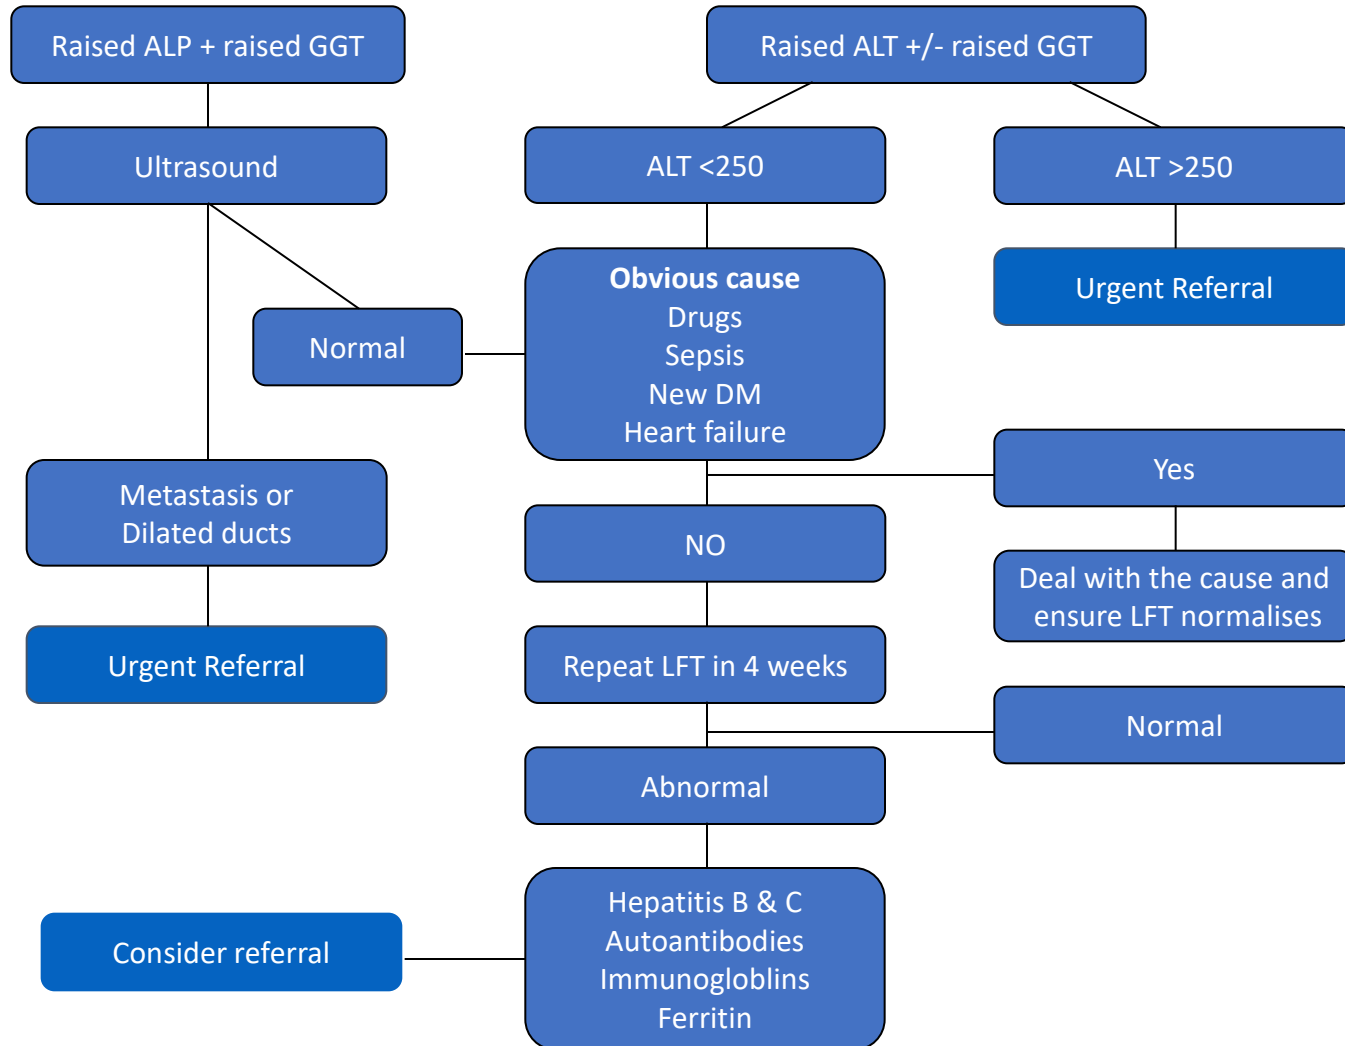 Raised ALP + raised GGT
Raised ALT +/- raised GGT
Ultrasound
ALT <250
ALT >250
Obvious cause
Drugs
Sepsis
New DM
Heart failure
Urgent Referral
Normal
Metastasis or
Dilated ducts
Yes
NO
Deal with the cause and
ensure LFT normalises
Urgent Referral
Repeat LFT in 4 weeks
Normal
Abnormal
Hepatitis B & C
Autoantibodies
Immunogloblins
Ferritin
Consider referral